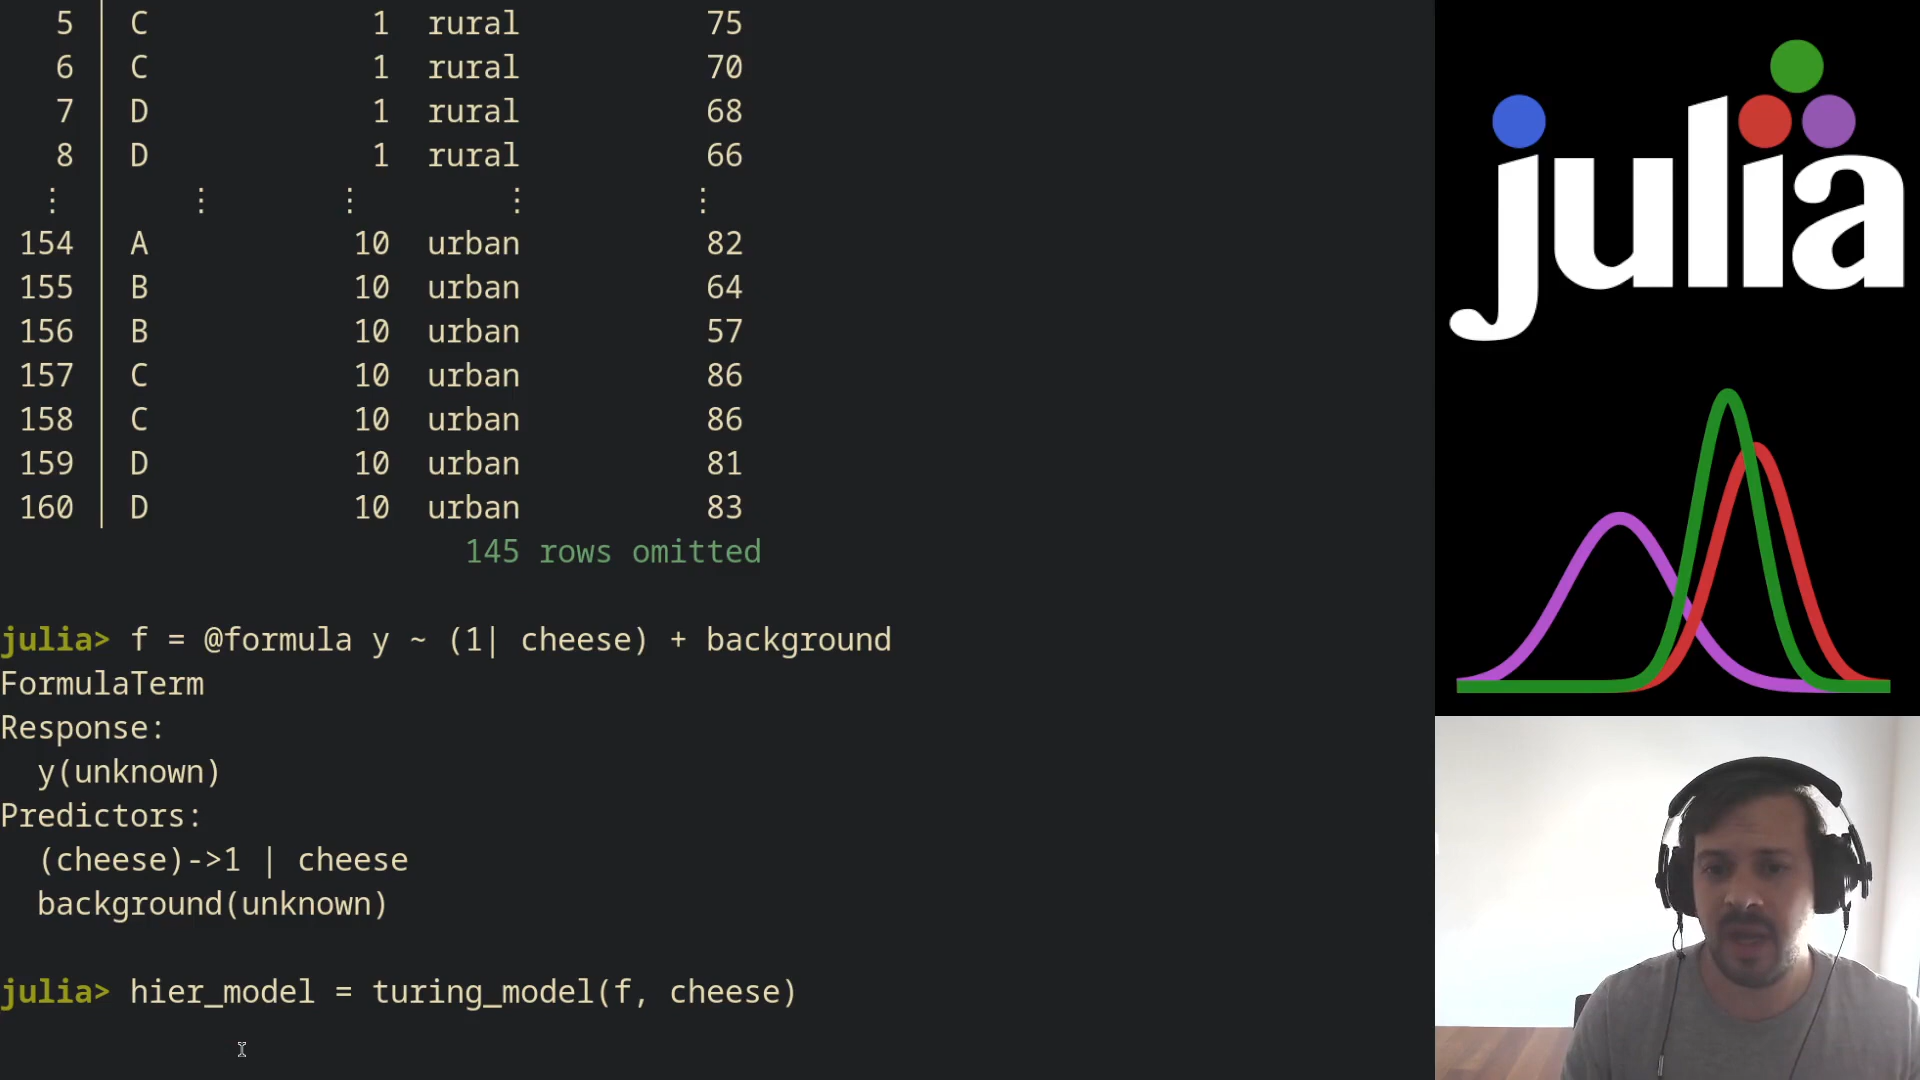 5 C 1 rural 75
6 C 1 rural 70
7 D 1 rural 68
8 D 1 rural 66
⋮ ⋮ ⋮ ⋮ ⋮
154 A 10 urban 82
155 B 10 urban 64
156 B 10 urban 57
157 C 10 urban 86
158 C 10 urban 86
159 D 10 urban 81
160 D 10 urban 83
145 rows omitted
julia> f = @formula y ~ (1| cheese) + background
FormulaTerm
Response:
y(unknown)
Predictors:
(cheese)->1 | cheese
background(unknown)
julia> hier_model = turing_model(f, cheese)
julia